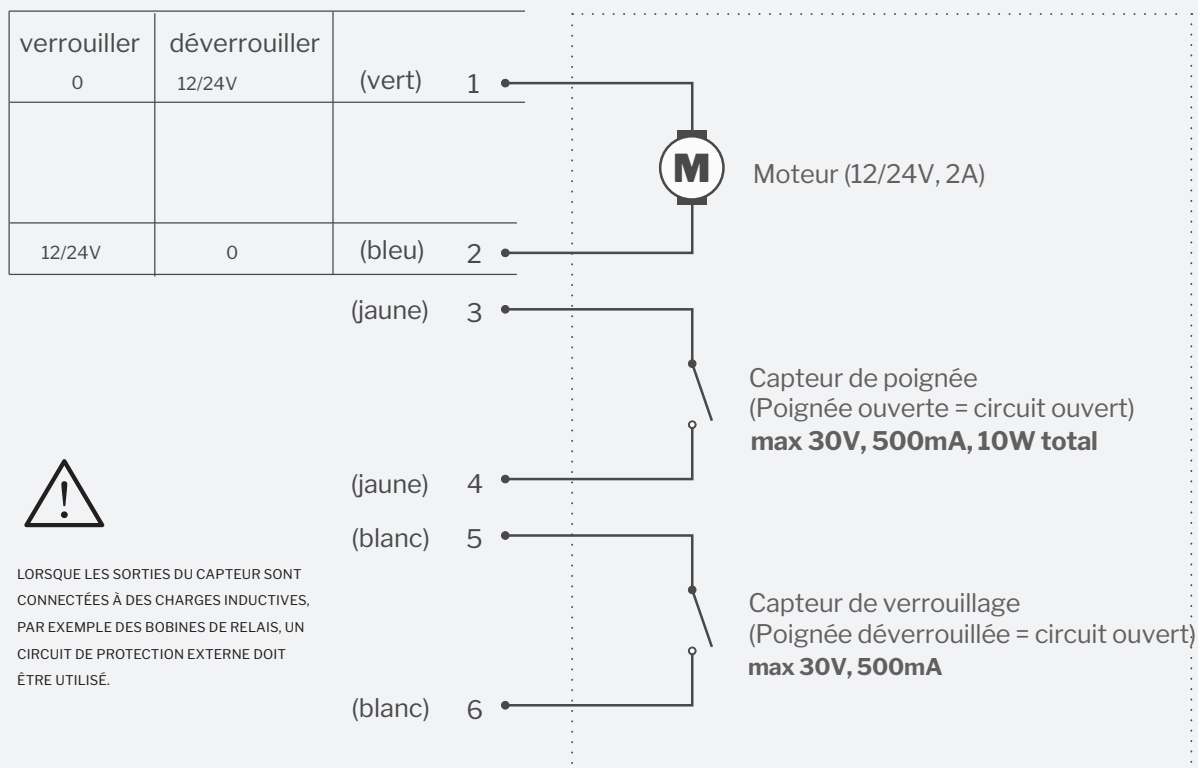 verrouiller déverrouiller
0 12/24V (vert) 1
M
Moteur (12/24V, 2A)
12/24V 0 (bleu) 2
(jaune) 3
Capteur de poignée
(Poignée ouverte = circuit ouvert)
max 30V, 500mA, 10W total
(jaune) 4
(blanc) 5
!
LORSQUE LES SORTIES DU CAPTEUR SONT
CONNECTÉES À DES CHARGES INDUCTIVES,
PAR EXEMPLE DES BOBINES DE RELAIS, UN
CIRCUIT DE PROTECTION EXTERNE DOIT
ÊTRE UTILISÉ.
Capteur de verrouillage
(Poignée déverrouillée = circuit ouvert)
max 30V, 500mA
(blanc) 6